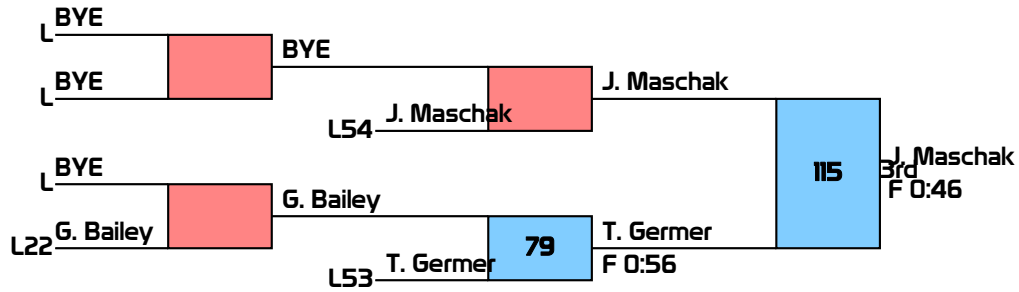 BYE
L
BYE
L
BYE
J. Maschak
L54
J. Maschak
BYE
L
G. Bailey
L22
G. Bailey
T. Germer
L53
79
T. Germer
F 0:56
115
J. Maschak
3rd
F 0:46